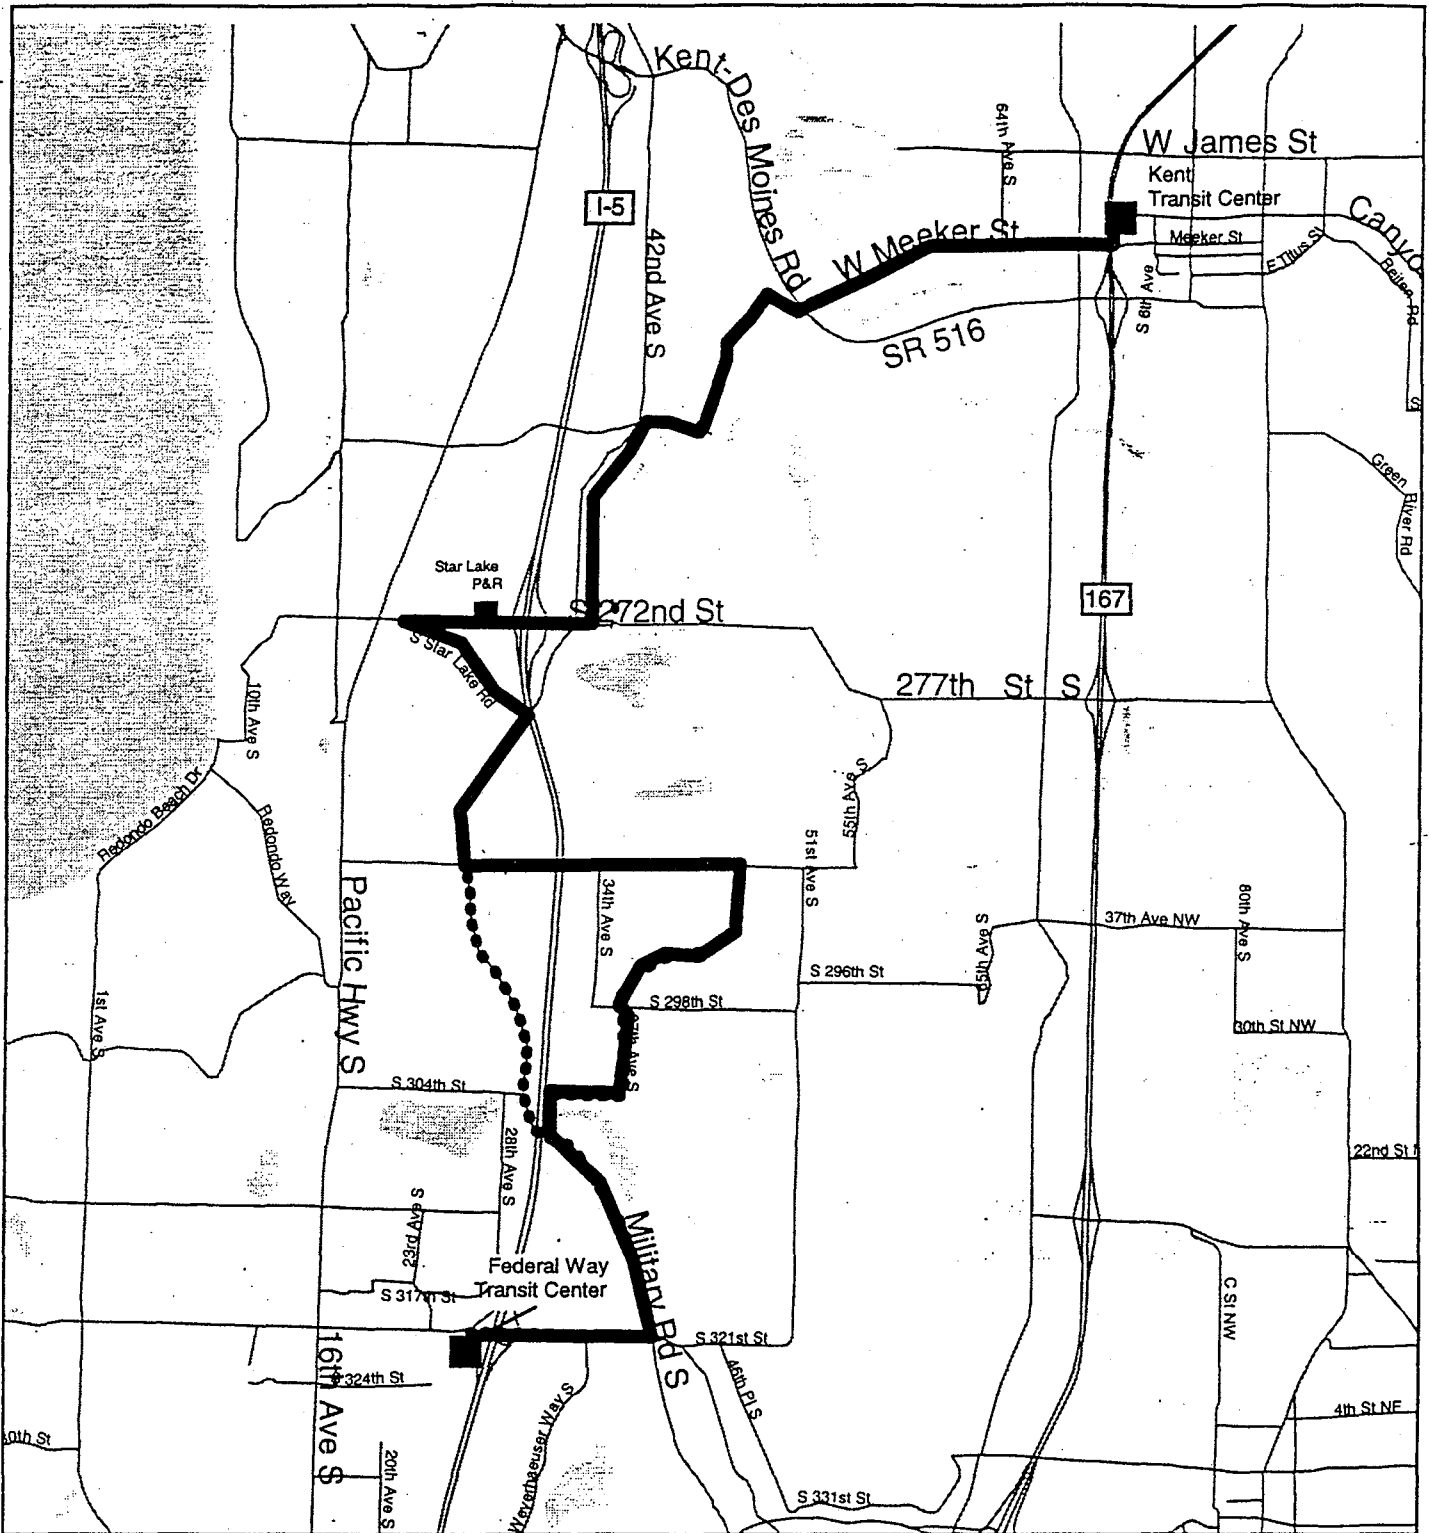 Kent-Des Moines Rd
64th Ave S
W James St
Kent
Transit Center
I-5
42nd Ave S
W Meeker St
Meeker St
E Titus St
Reiten Rd
S 6th Ave
SR 516
Green River Rd
Star Lake
P&R
S 272nd St
167
S Star Lake Rd
277th St S
10th Ave S
Redondo Beach Dr
Redondo Way
55th Ave S
51st Ave S
Pacific Hwy S
34th Ave S
37th Ave NW
80th Ave S
S 296th St
S 298th St
1st Ave S
30th St NW
S 304th St
28th Ave S
22nd St
23rd Ave S
Military Rd S
Federal Way
Transit Center
S 317th St
C St NW
S 321st St
16th Ave S
324th St
46th Pl S
Weyerhaeuser Way S
4th St NE
20th Ave S
S 331st St